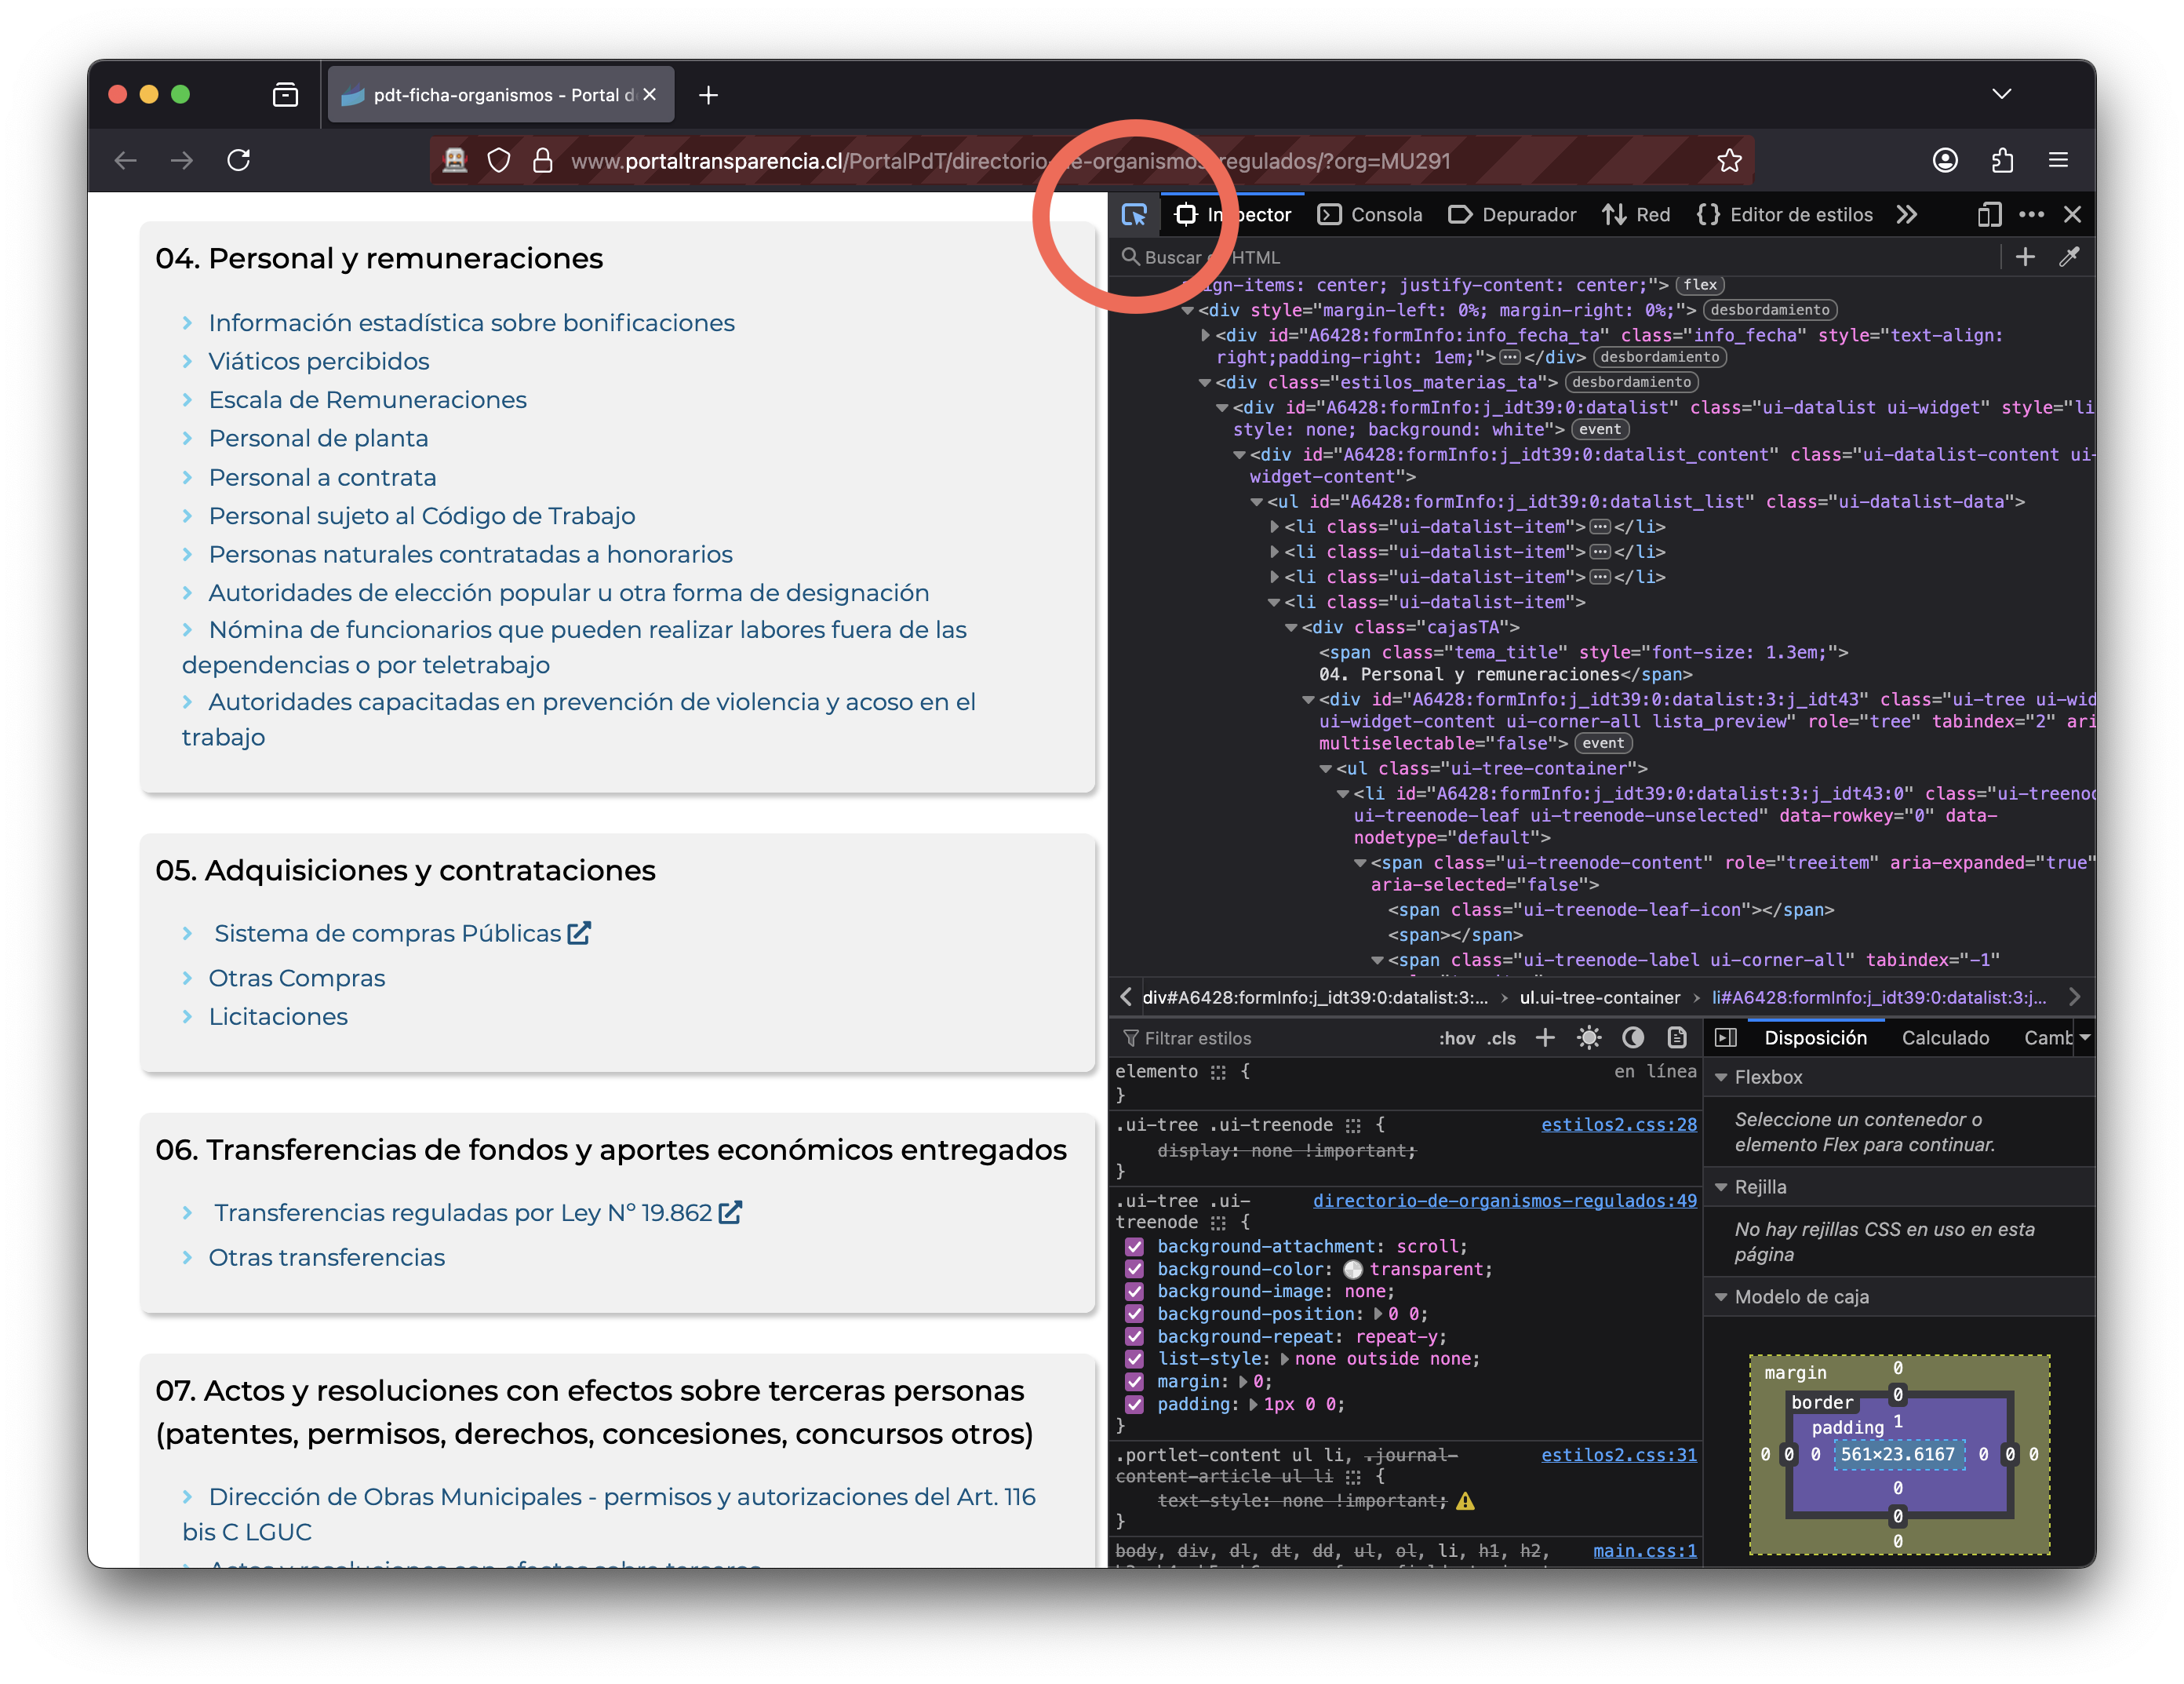 pdt-ficha-organismos - Portal d
www.portaltransparencia.cl/PortalPdT/directorio-de-organismos-regulados/?org=MU291
04. Personal y remuneraciones
Información estadística sobre bonificaciones
Viáticos percibidos
Escala de Remuneraciones
Personal de planta
Personal a contrata
Personal sujeto al Código de Trabajo
Personas naturales contratadas a honorarios
Autoridades de elección popular u otra forma de designación
Nómina de funcionarios que pueden realizar labores fuera de las
dependencias o por teletrabajo
Autoridades capacitadas en prevención de violencia y acoso en el
trabajo
05. Adquisiciones y contrataciones
Sistema de compras Públicas
Otras Compras
Licitaciones
06. Transferencias de fondos y aportes económicos entregados
Transferencias reguladas por Ley Nº 19.862
Otras transferencias
07. Actos y resoluciones con efectos sobre terceras personas
(patentes, permisos, derechos, concesiones, concursos otros)
Dirección de Obras Municipales - permisos y autorizaciones del Art. 116
bis C LGUC
Actos y resoluciones con efectos sobre terceros
Inspector Consola Depurador Red {} Editor de estilos
Buscar HTML
align-items: center; justify-content: center;"> flex
<div style="margin-left: 0%; margin-right: 0%;"> desbordamiento
<div id="A6428:formInfo:info_fecha_ta" class="info_fecha" style="text-align:
right;padding-right: 1em;"> ••• </div> desbordamiento
<div class="estilos_materias_ta"> desbordamiento
<div id="A6428:formInfo:j_idt39:0:datalist" class="ui-datalist ui-widget" style="li
style: none; background: white"> event
<div id="A6428:formInfo:j_idt39:0:datalist_content" class="ui-datalist-content ui-
widget-content">
<ul id="A6428:formInfo:j_idt39:0:datalist_list" class="ui-datalist-data">
<li class="ui-datalist-item"> ••• </li>
<li class="ui-datalist-item"> ••• </li>
<li class="ui-datalist-item"> ••• </li>
<li class="ui-datalist-item">
<div class="cajasTA">
<span class="tema_title" style="font-size: 1.3em;">
04. Personal y remuneraciones</span>
<div id="A6428:formInfo:j_idt39:0:datalist:3:j_idt43" class="ui-tree ui-wid
ui-widget-content ui-corner-all lista_preview" role="tree" tabindex="2" ari
multiselectable="false"> event
<ul class="ui-tree-container">
<li id="A6428:formInfo:j_idt39:0:datalist:3:j_idt43:0" class="ui-treenod
ui-treenode-leaf ui-treenode-unselected" data-rowkey="0" data-
nodetype="default">
<span class="ui-treenode-content" role="treeitem" aria-expanded="true"
aria-selected="false">
<span class="ui-treenode-leaf-icon"></span>
<span></span>
<span class="ui-treenode-label ui-corner-all" tabindex="-1"
div#A6428:formInfo:j_idt39:0:datalist:3:... ul.ui-tree-container li#A6428:formInfo:j_idt39:0:datalist:3:j...
Filtrar estilos :hov .cls
elemento { en línea
}
.ui-tree .ui-treenode { estilos2.css:28
display: none !important;
}
.ui-tree .ui- directorio-de-organismos-regulados:49
treenode {
background-attachment: scroll;
background-color: transparent;
background-image: none;
background-position: 0 0;
background-repeat: repeat-y;
list-style: none outside none;
margin: 0;
padding: 1px 0 0;
}
.portlet-content ul li, .journal- estilos2.css:31
content-article ul li {
text-style: none !important;
}
body, div, dl, dt, dd, ul, ol, li, h1, h2, main.css:1
Disposición Calculado Camb
Flexbox
Seleccione un contenedor o
elemento Flex para continuar.
Rejilla
No hay rejillas CSS en uso en esta
página
Modelo de caja
margin 0
border 0
padding 1
0 0 0 561×23.6167 0 0 0
0
0
0